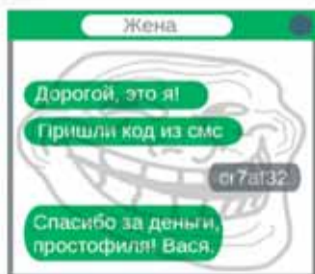 Жена
Дорогой, это я!
Пришли код из смс
cr7af32
Спасибо за деньги,
простофиля! Вася.